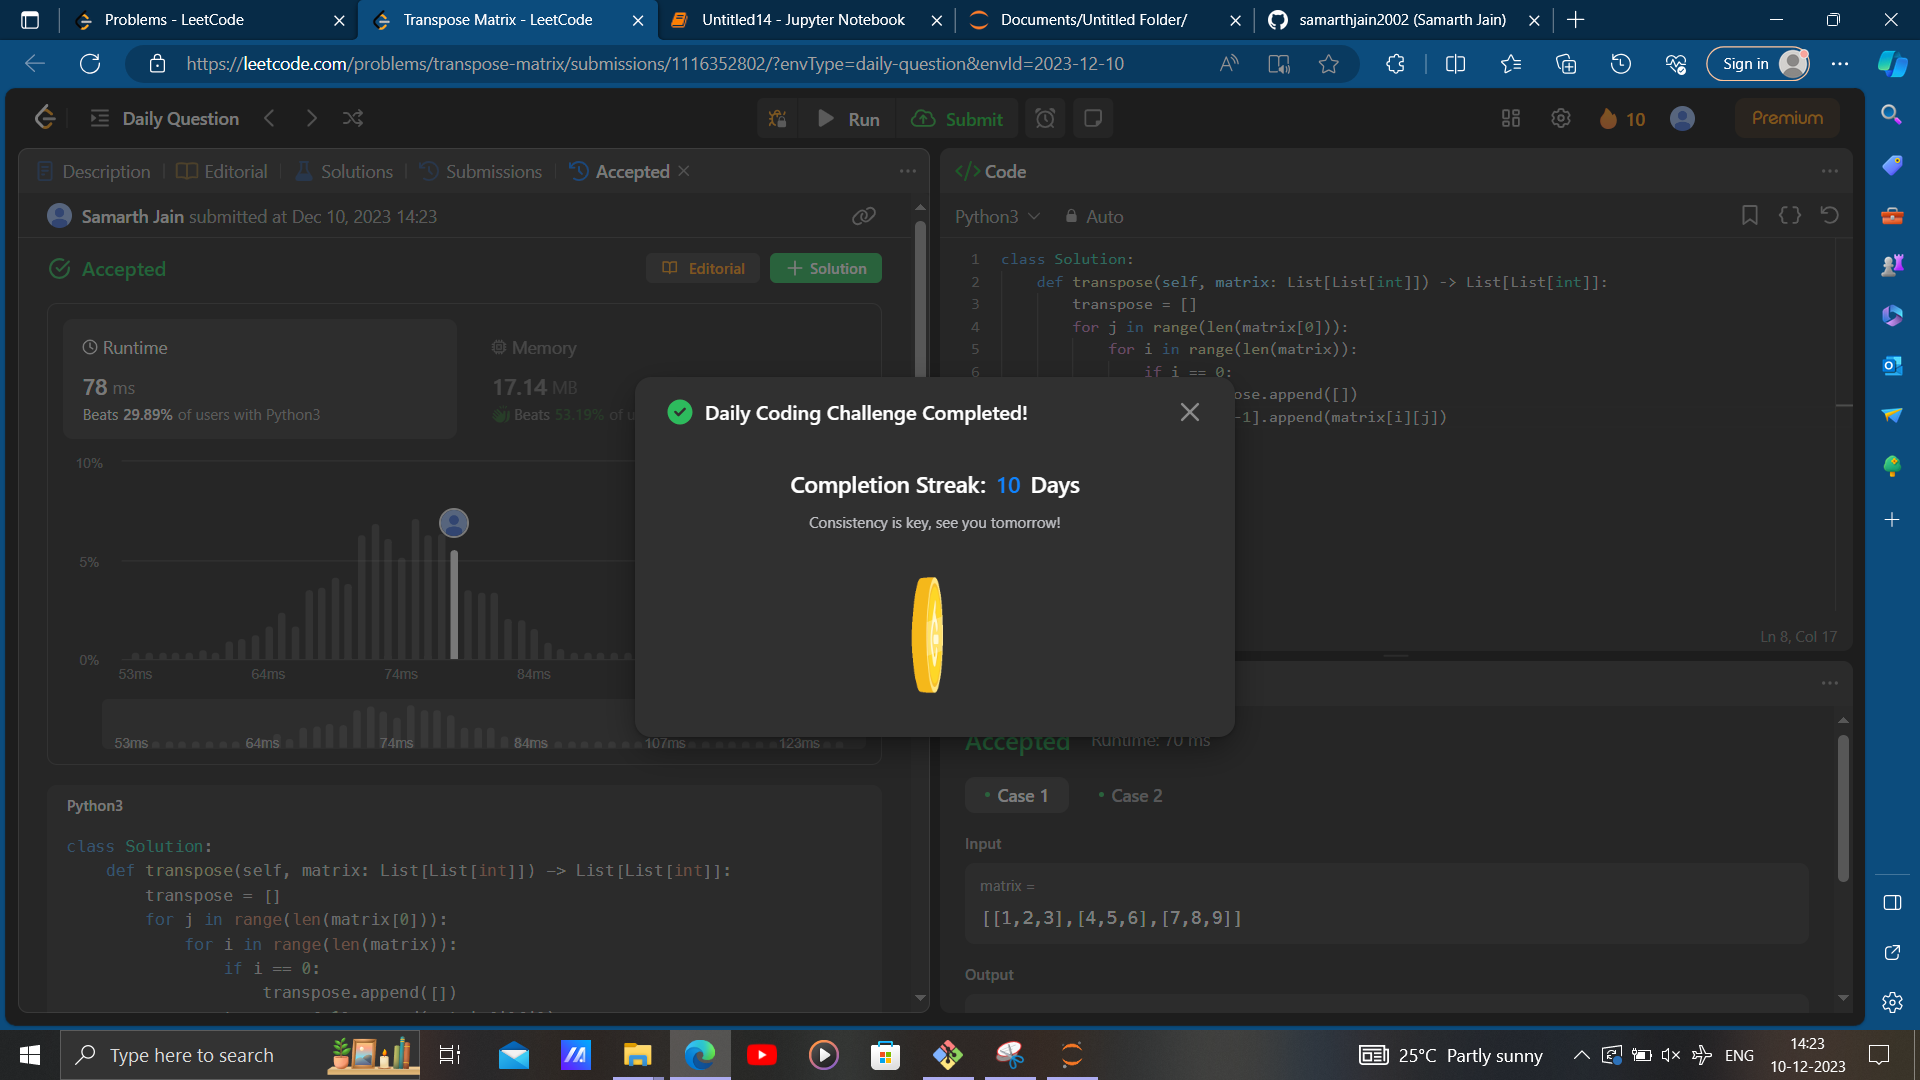 Problems - LeetCode
Transpose Matrix - LeetCode
Untitled14 - Jupyter Notebook
Documents/Untitled Folder/
samarthjain2002 (Samarth Jain)
https://leetcode.com/problems/transpose-matrix/submissions/1116352802/?envType=daily-question&envId=2023-12-10
Sign in
Daily Question
Run
Submit
10
Premium
Description
Editorial
Solutions
Submissions
Accepted
Samarth Jain submitted at Dec 10, 2023 14:23
Accepted
Editorial
Solution
Runtime
78 ms
Beats 29.89% of users with Python3
Memory
17.14 MB
Beats 53.19% of u
10%
5%
0%
53ms
64ms
74ms
84ms
53ms
64ms
74ms
84ms
107ms
123ms
Python3
class Solution:
def transpose(self, matrix: List[List[int]]) -> List[List[int]]:
transpose = []
for j in range(len(matrix[0])):
for i in range(len(matrix)):
if i == 0:
transpose.append([])
Code
Python3
Auto
1 class Solution:
2 def transpose(self, matrix: List[List[int]]) -> List[List[int]]:
3 transpose = []
4 for j in range(len(matrix[0])):
5 for i in range(len(matrix)):
6 if i == 0:
ose.append([])
-1].append(matrix[i][j])
Ln 8, Col 17
Daily Coding Challenge Completed!
Completion Streak: 10 Days
Consistency is key, see you tomorrow!
Accepted
Runtime: 70 ms
Case 1
Case 2
Input
matrix =
[[1,2,3],[4,5,6],[7,8,9]]
Output
Type here to search
25°C Partly sunny
ENG
14:23
10-12-2023